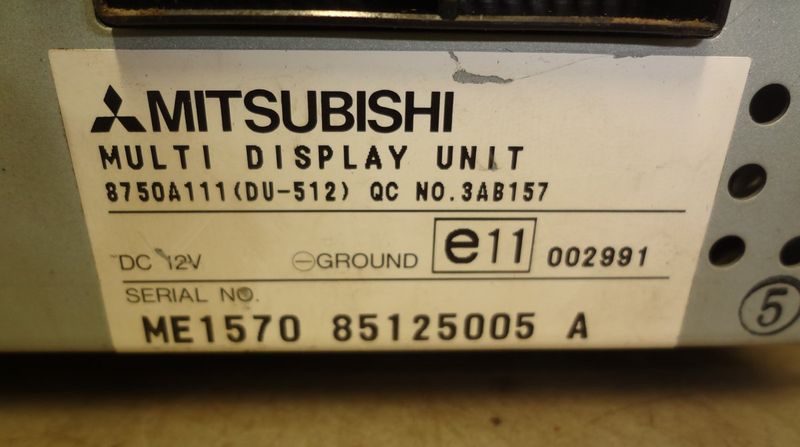 MITSUBISHI
MULTI DISPLAY UNIT
8750A111(DU-512) QC NO.3AB157
DC 12V ⊖GROUND e11 002991
SERIAL NO.
ME1570 85125005 A
5